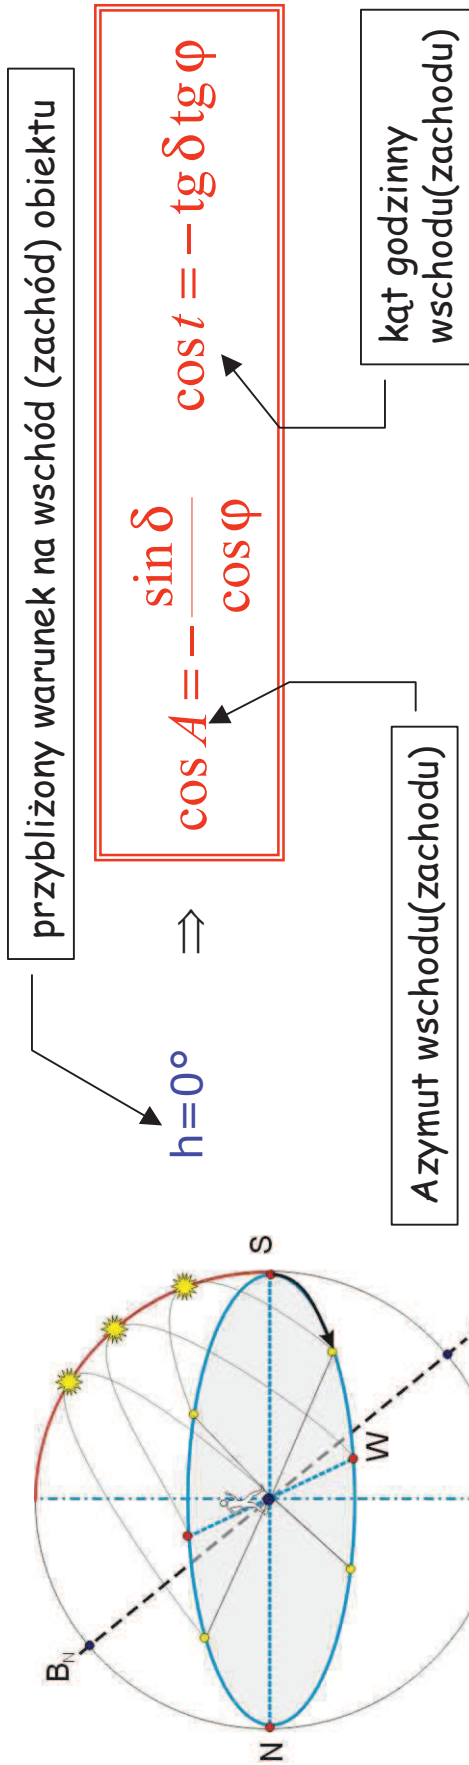 przybliżony warunek na wschód (zachód) obiektu
h=0° ⇒ cos A = − sin δ / cos φ cos t = − tg δ tg φ
Azymut wschodu(zachodu)
kąt godzinny
wschodu(zachodu)
B_N
N
S
W